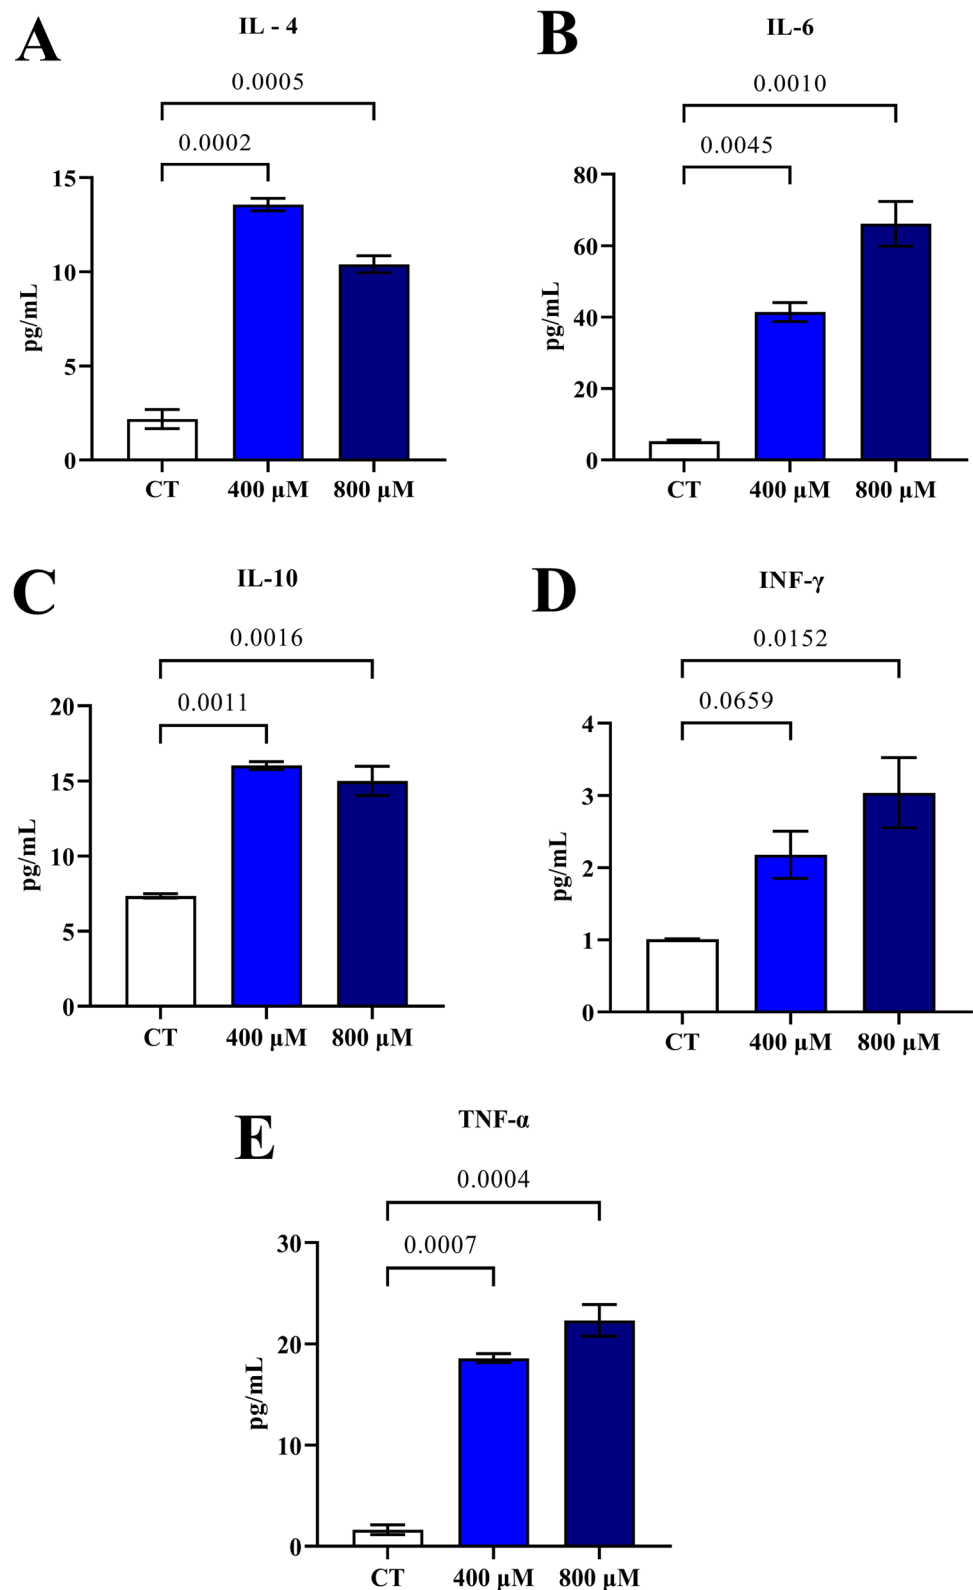 A
IL - 4
0.0005
0.0002
15
10
5
0
pg/mL
CT 400 μM 800 μM
B
IL-6
0.0010
0.0045
80
60
40
20
0
pg/mL
CT 400 μM 800 μM
C
IL-10
0.0016
0.0011
20
15
10
5
0
pg/mL
CT 400 μM 800 μM
D
INF-γ
0.0152
0.0659
4
3
2
1
0
pg/mL
CT 400 μM 800 μM
E
TNF-α
0.0004
0.0007
30
20
10
0
pg/mL
CT 400 μM 800 μM